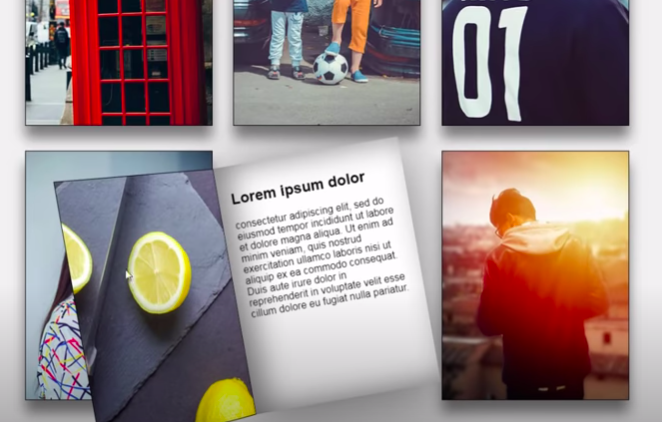 01
Lorem ipsum dolor
consectetur adipiscing elit, sed do
eiusmod tempor incididunt ut labore
et dolore magna aliqua. Ut enim ad
minim veniam, quis nostrud
exercitation ullamco laboris nisi ut
aliquip ex ea commodo consequat.
Duis aute irure dolor in
reprehenderit in voluptate velit esse
cillum dolore eu fugiat nulla pariatur.